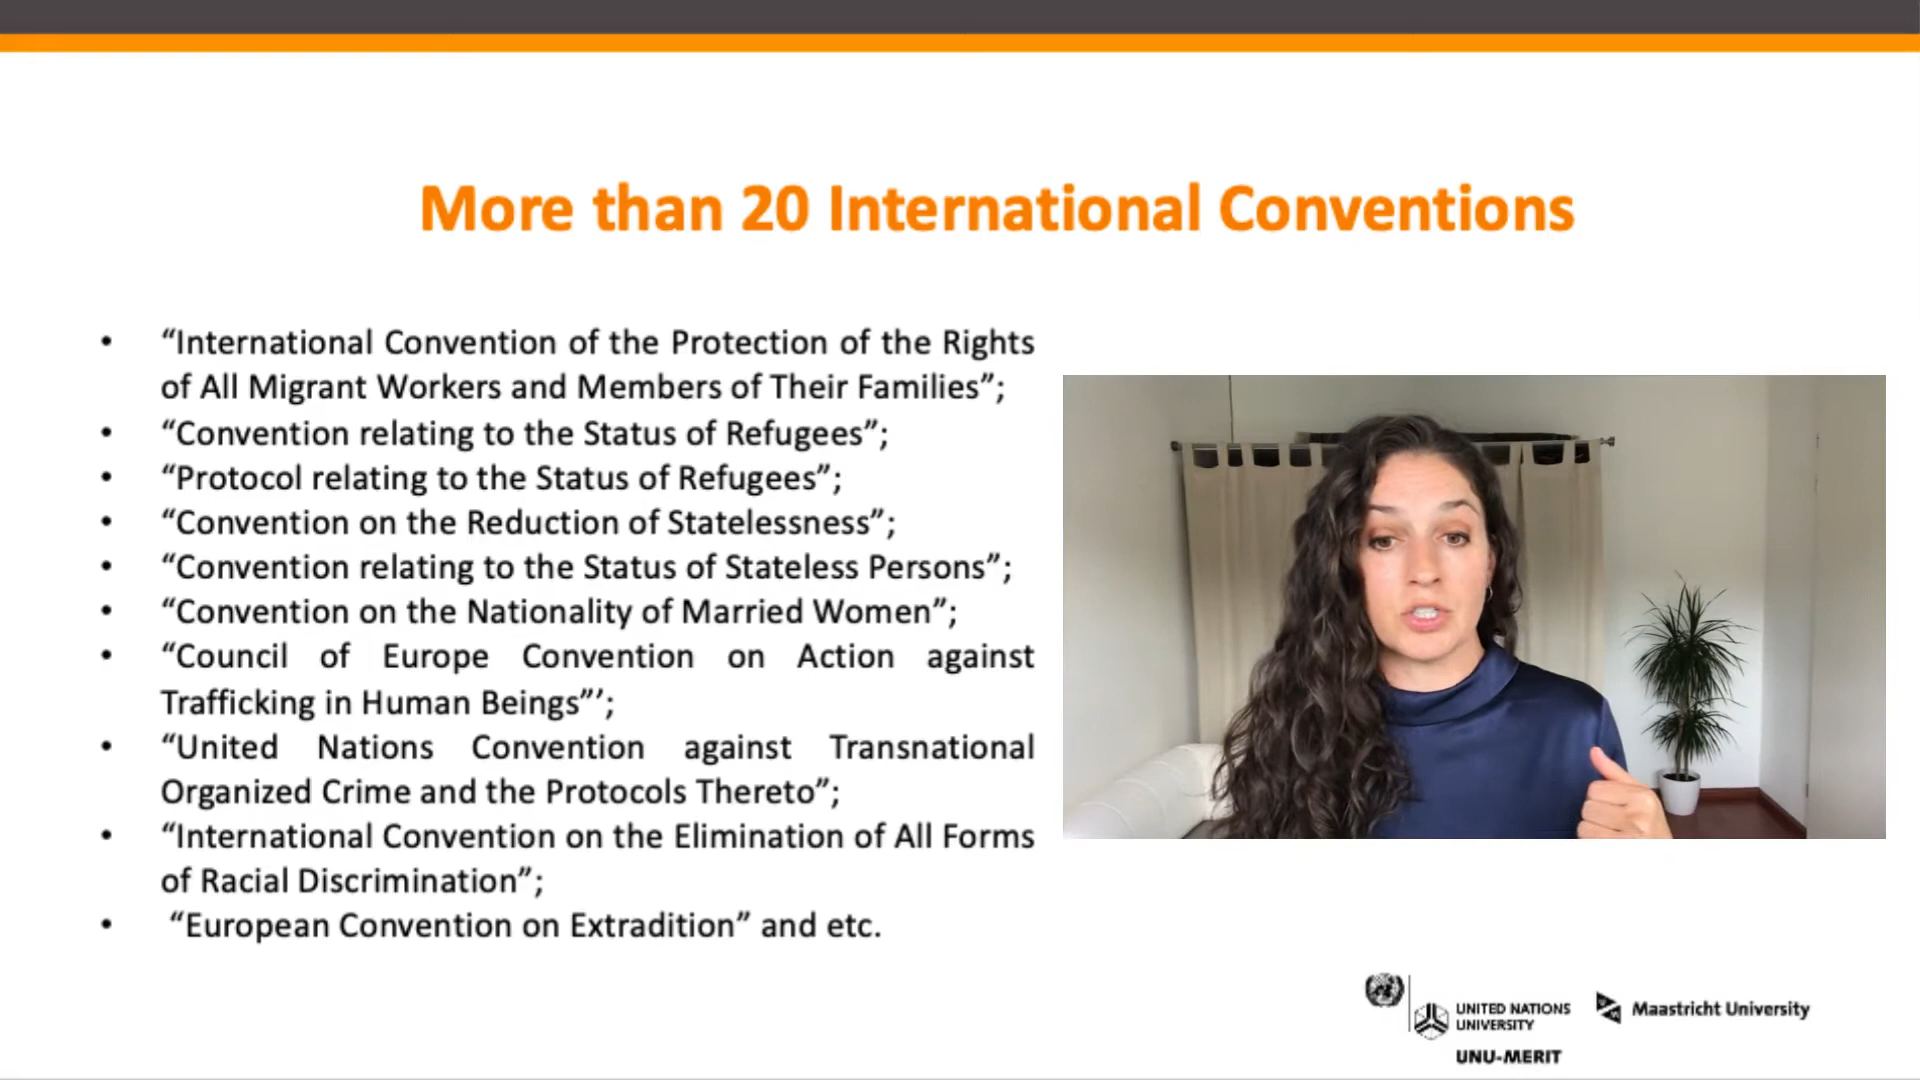 More than 20 International Conventions
• “International Convention of the Protection of the Rights
of All Migrant Workers and Members of Their Families”;
• “Convention relating to the Status of Refugees”;
• “Protocol relating to the Status of Refugees”;
• “Convention on the Reduction of Statelessness”;
• “Convention relating to the Status of Stateless Persons”;
• “Convention on the Nationality of Married Women”;
• “Council of Europe Convention on Action against
Trafficking in Human Beings”’;
• “United Nations Convention against Transnational
Organized Crime and the Protocols Thereto”;
• “International Convention on the Elimination of All Forms
of Racial Discrimination”;
• “European Convention on Extradition” and etc.
UNITED NATIONS
UNIVERSITY
UNU-MERIT
Maastricht University